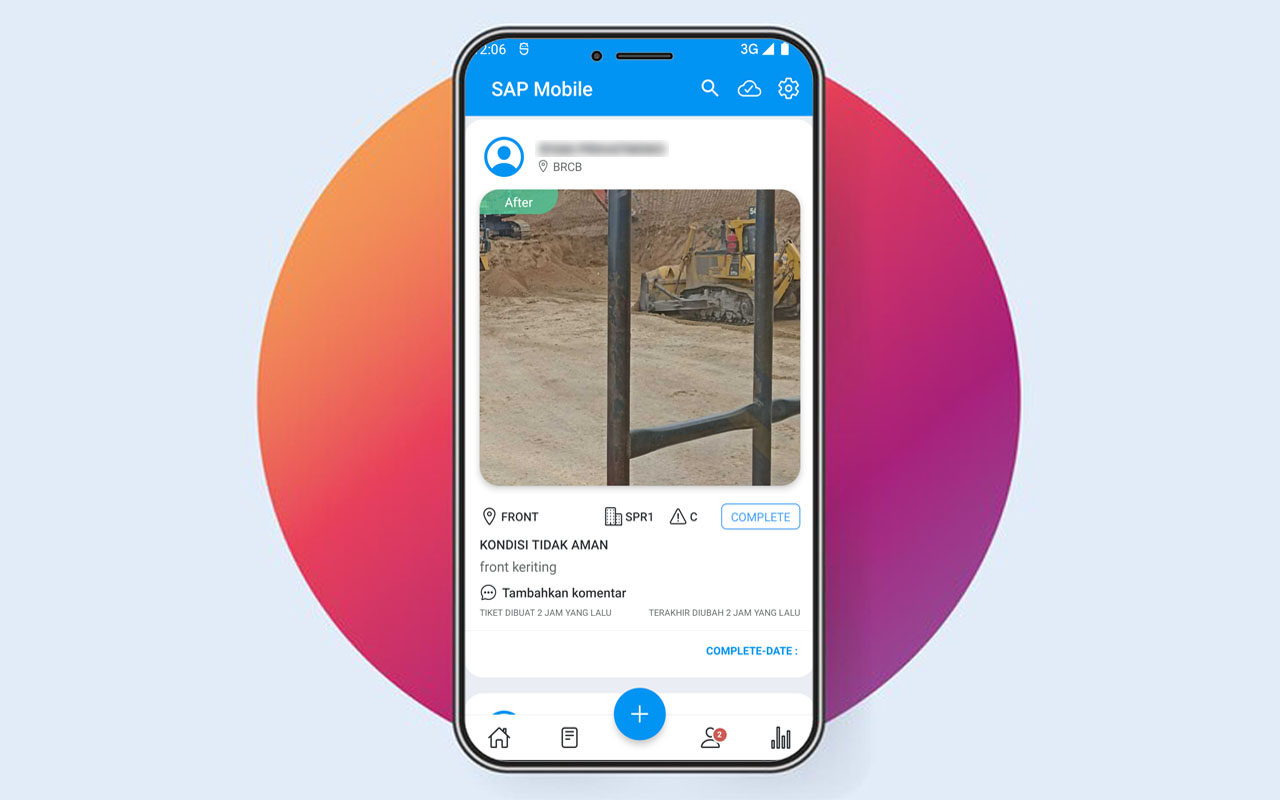 2:06
3G
SAP Mobile
BRCB
After
FRONT
SPR1
C
COMPLETE
KONDISI TIDAK AMAN
front keriting
Tambahkan komentar
TIKET DIBUAT 2 JAM YANG LALU
TERAKHIR DIUBAH 2 JAM YANG LALU
COMPLETE-DATE :
2